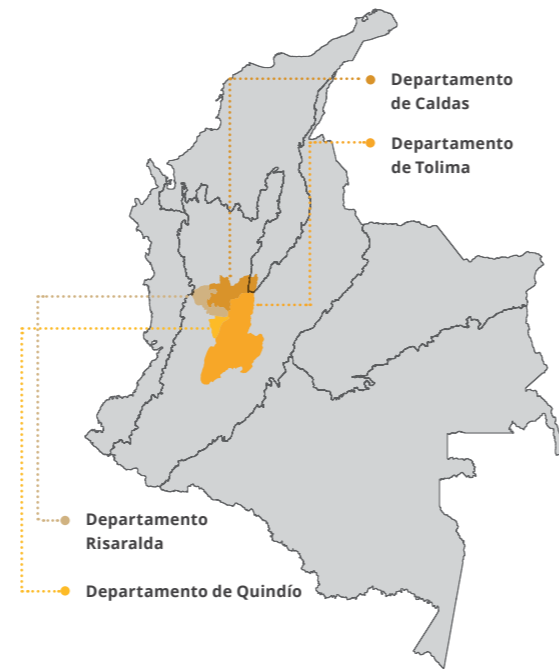 Departamento
de Caldas
Departamento
de Tolima
Departamento
Risaralda
Departamento de Quindío